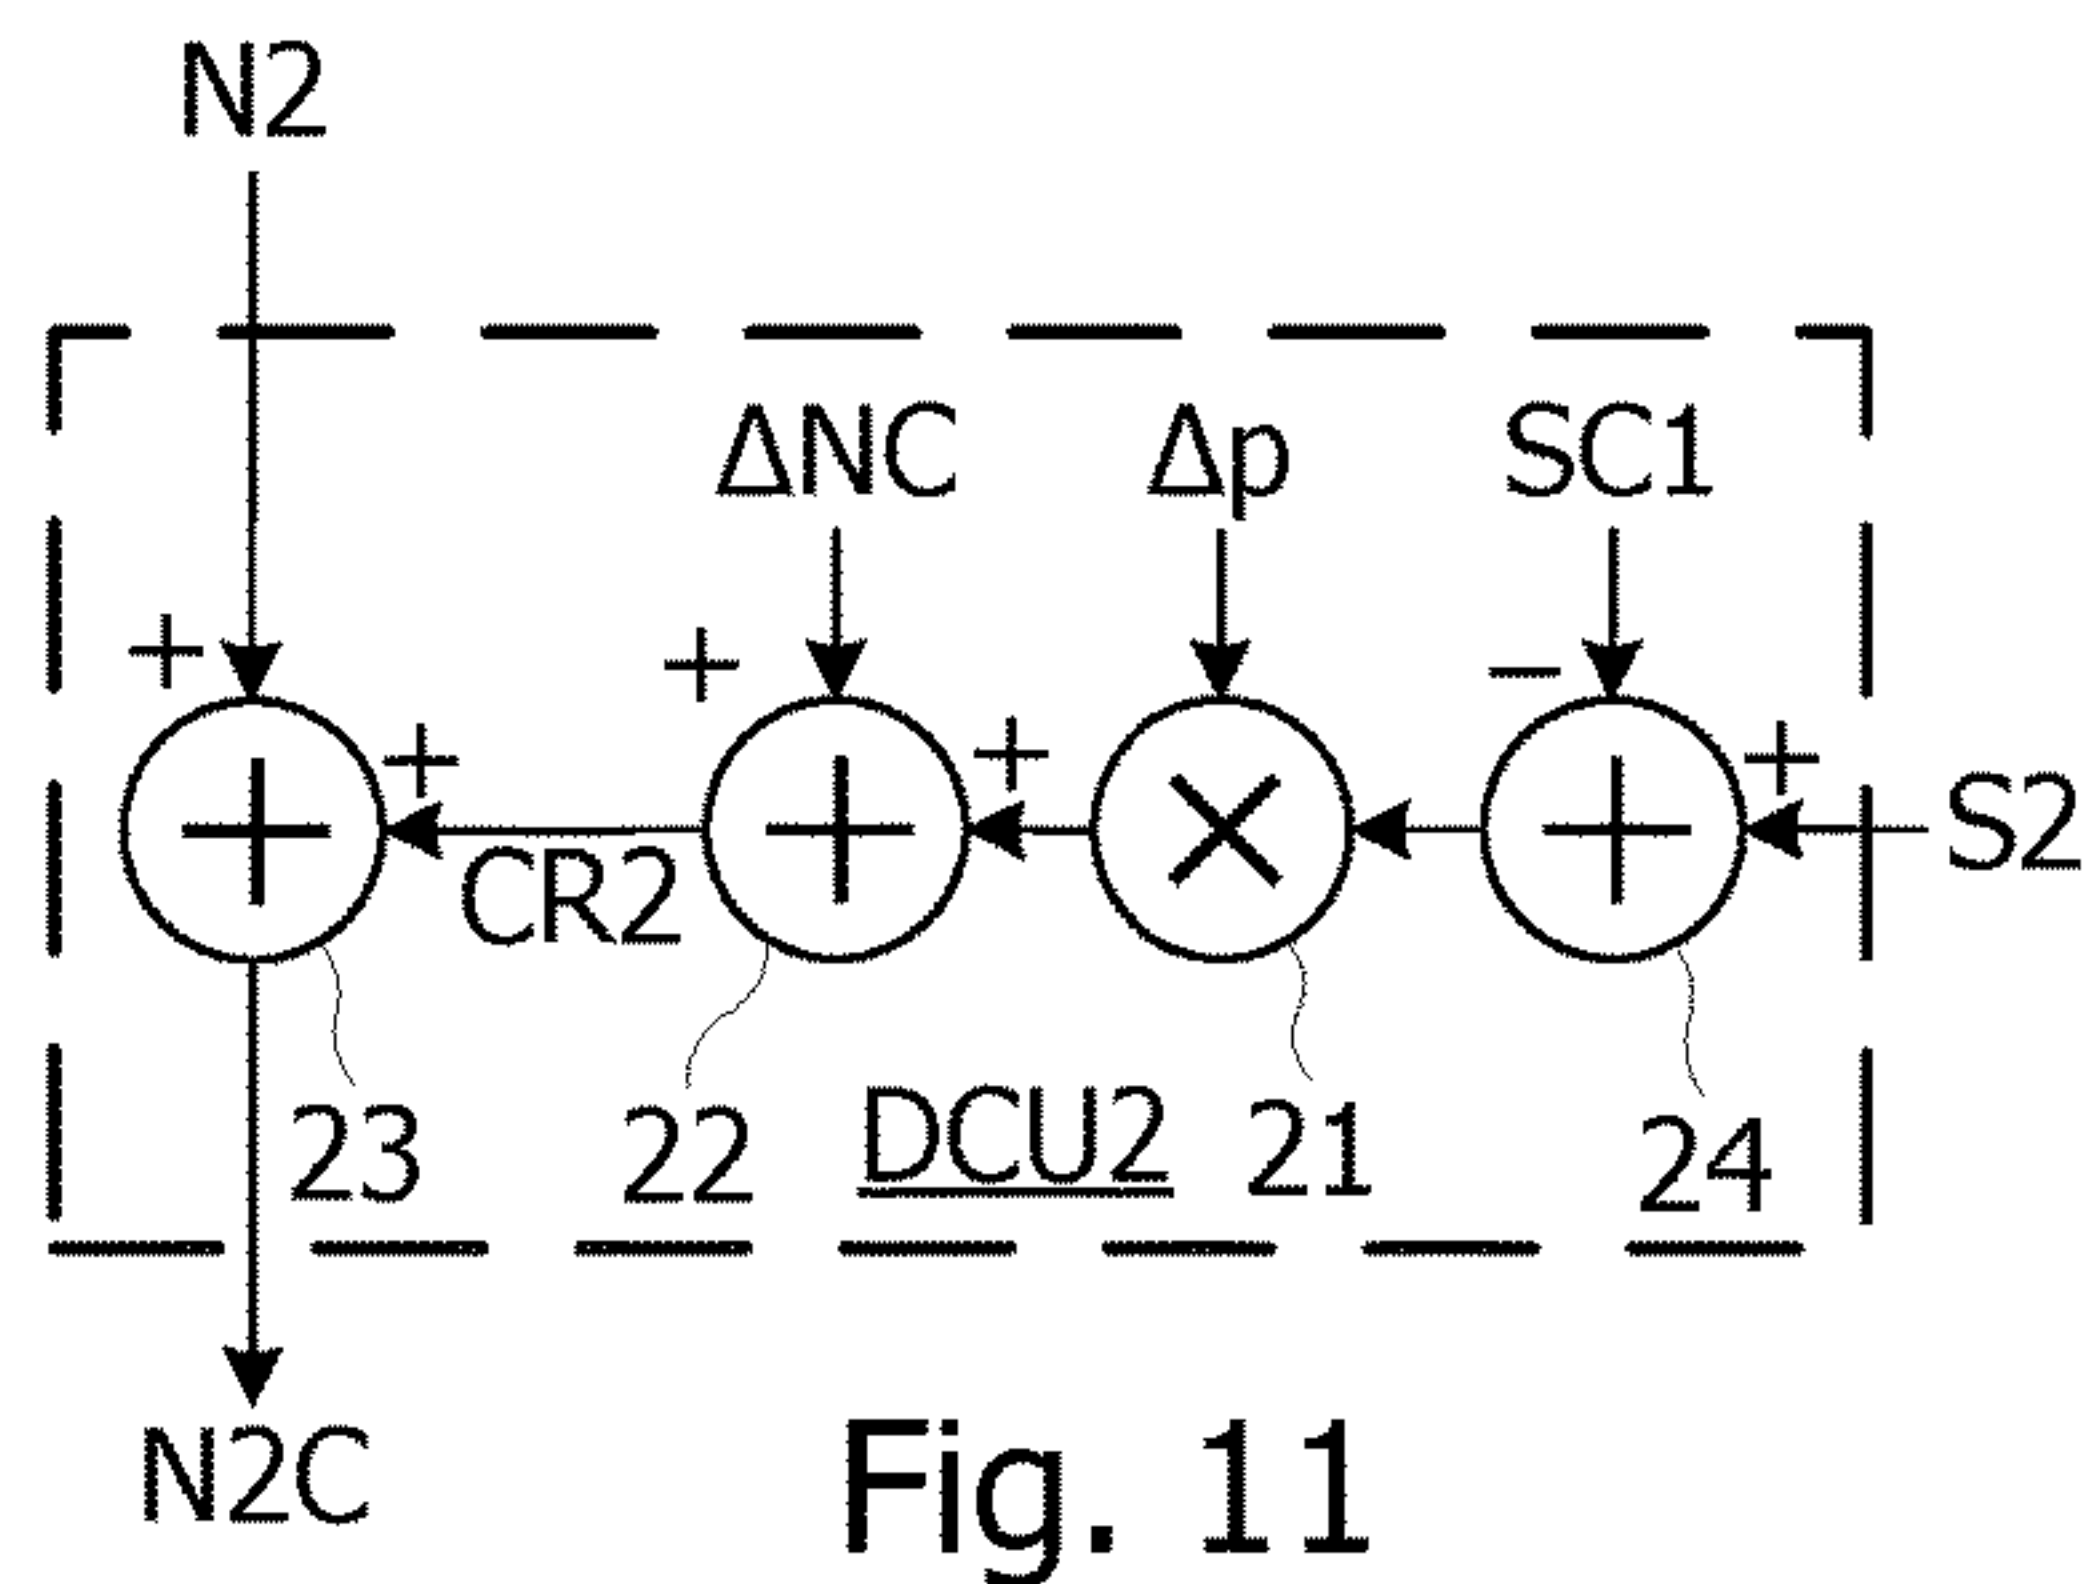 N2
ΔNC Δp SC1
+ + −
+ + +
S2
CR2
23 22 DCU2 21 24
N2C
Fig. 11